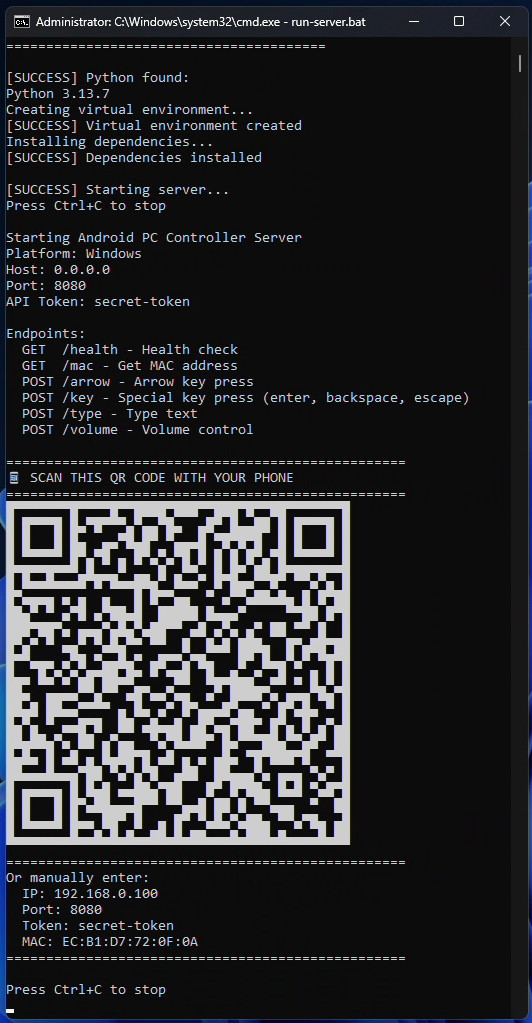 Administrator: C:\Windows\system32\cmd.exe - run-server.bat
========================================
[SUCCESS] Python found:
Python 3.13.7
Creating virtual environment...
[SUCCESS] Virtual environment created
Installing dependencies...
[SUCCESS] Dependencies installed
[SUCCESS] Starting server...
Press Ctrl+C to stop
Starting Android PC Controller Server
Platform: Windows
Host: 0.0.0.0
Port: 8080
API Token: secret-token
Endpoints:
GET  /health - Health check
GET  /mac - Get MAC address
POST /arrow - Arrow key press
POST /key - Special key press (enter, backspace, escape)
POST /type - Type text
POST /volume - Volume control
==================================================
SCAN THIS QR CODE WITH YOUR PHONE
==================================================
==================================================
Or manually enter:
IP: 192.168.0.100
Port: 8080
Token: secret-token
MAC: EC:B1:D7:72:0F:0A
==================================================
Press Ctrl+C to stop